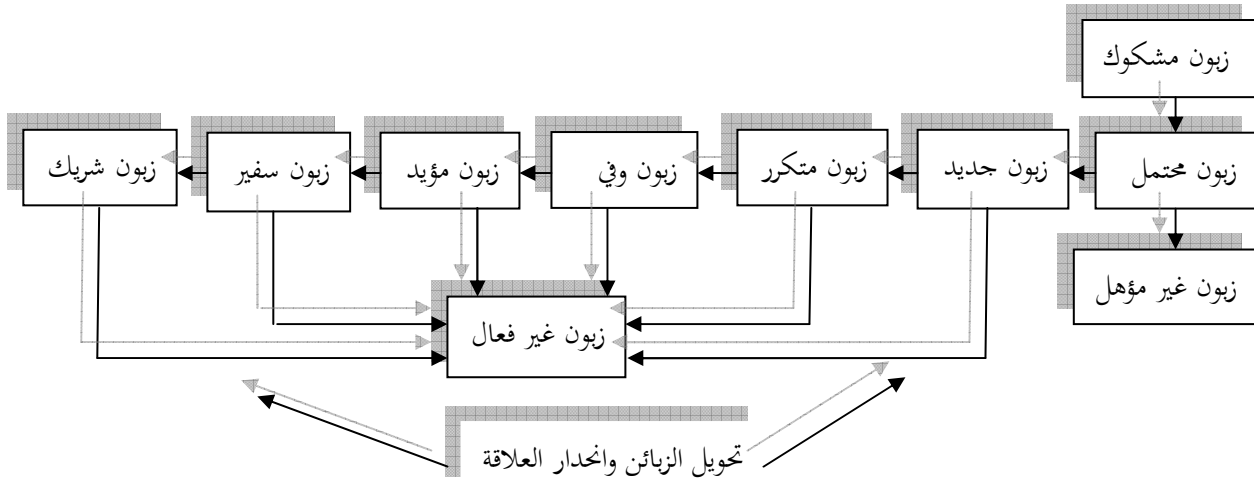 زبون مشكوك
زبون محتمل
زبون جديد
زبون متكرر
زبون وفي
زبون مؤيد
زبون سفير
زبون شريك
زبون غير مؤهل
زبون غير فعال
تحويل الزبائن وانحدار العلاقة